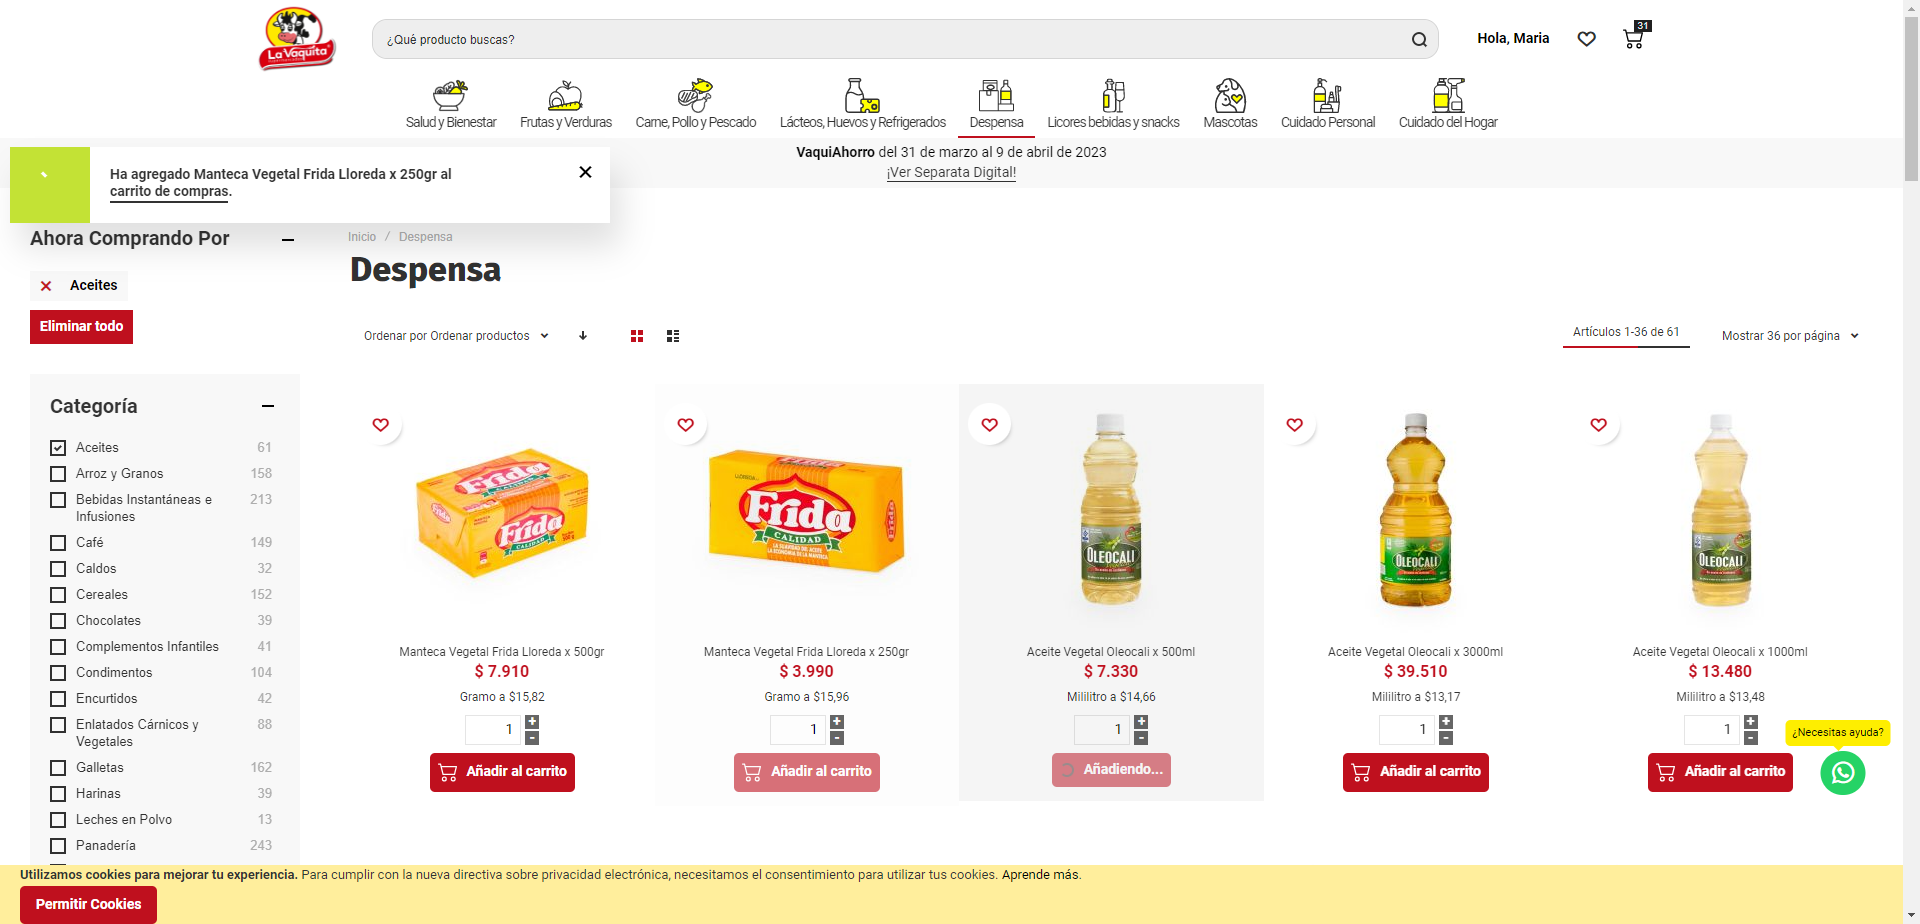 La Vaquita
¿Qué producto buscas?
Hola, Maria
31
Salud y Bienestar
Frutas y Verduras
Carne, Pollo y Pescado
Lácteos, Huevos y Refrigerados
Despensa
Licores bebidas y snacks
Mascotas
Cuidado Personal
Cuidado del Hogar
VaquiAhorro del 31 de marzo al 9 de abril de 2023
¡Ver Separata Digital!
Ha agregado Manteca Vegetal Frida Lloreda x 250gr al
carrito de compras.
Ahora Comprando Por
Aceites
Eliminar todo
Inicio / Despensa
Despensa
Ordenar por Ordenar productos
Artículos 1-36 de 61
Mostrar 36 por página
Categoría
Aceites 61
Arroz y Granos 158
Bebidas Instantáneas e 213
Infusiones
Café 149
Caldos 32
Cereales 152
Chocolates 39
Complementos Infantiles 41
Condimentos 104
Encurtidos 42
Enlatados Cárnicos y 88
Vegetales
Galletas 162
Harinas 39
Leches en Polvo 13
Panadería 243
Frida
CALIDAD
Frida
CALIDAD
Frida
CALIDAD
LA SUAVIDAD DEL ACEITE
LA ECONOMIA DE LA MANTECA
OLEOCALI
OLEOCALI
OLEOCALI
Manteca Vegetal Frida Lloreda x 500gr
$ 7.910
Gramo a $15,82
1
+
-
Añadir al carrito
Manteca Vegetal Frida Lloreda x 250gr
$ 3.990
Gramo a $15,96
1
+
-
Añadir al carrito
Aceite Vegetal Oleocali x 500ml
$ 7.330
Mililitro a $14,66
1
+
-
Añadiendo...
Aceite Vegetal Oleocali x 3000ml
$ 39.510
Mililitro a $13,17
1
+
-
Añadir al carrito
Aceite Vegetal Oleocali x 1000ml
$ 13.480
Mililitro a $13,48
1
+
-
Añadir al carrito
¿Necesitas ayuda?
Utilizamos cookies para mejorar tu experiencia. Para cumplir con la nueva directiva sobre privacidad electrónica, necesitamos el consentimiento para utilizar tus cookies. Aprende más.
Permitir Cookies